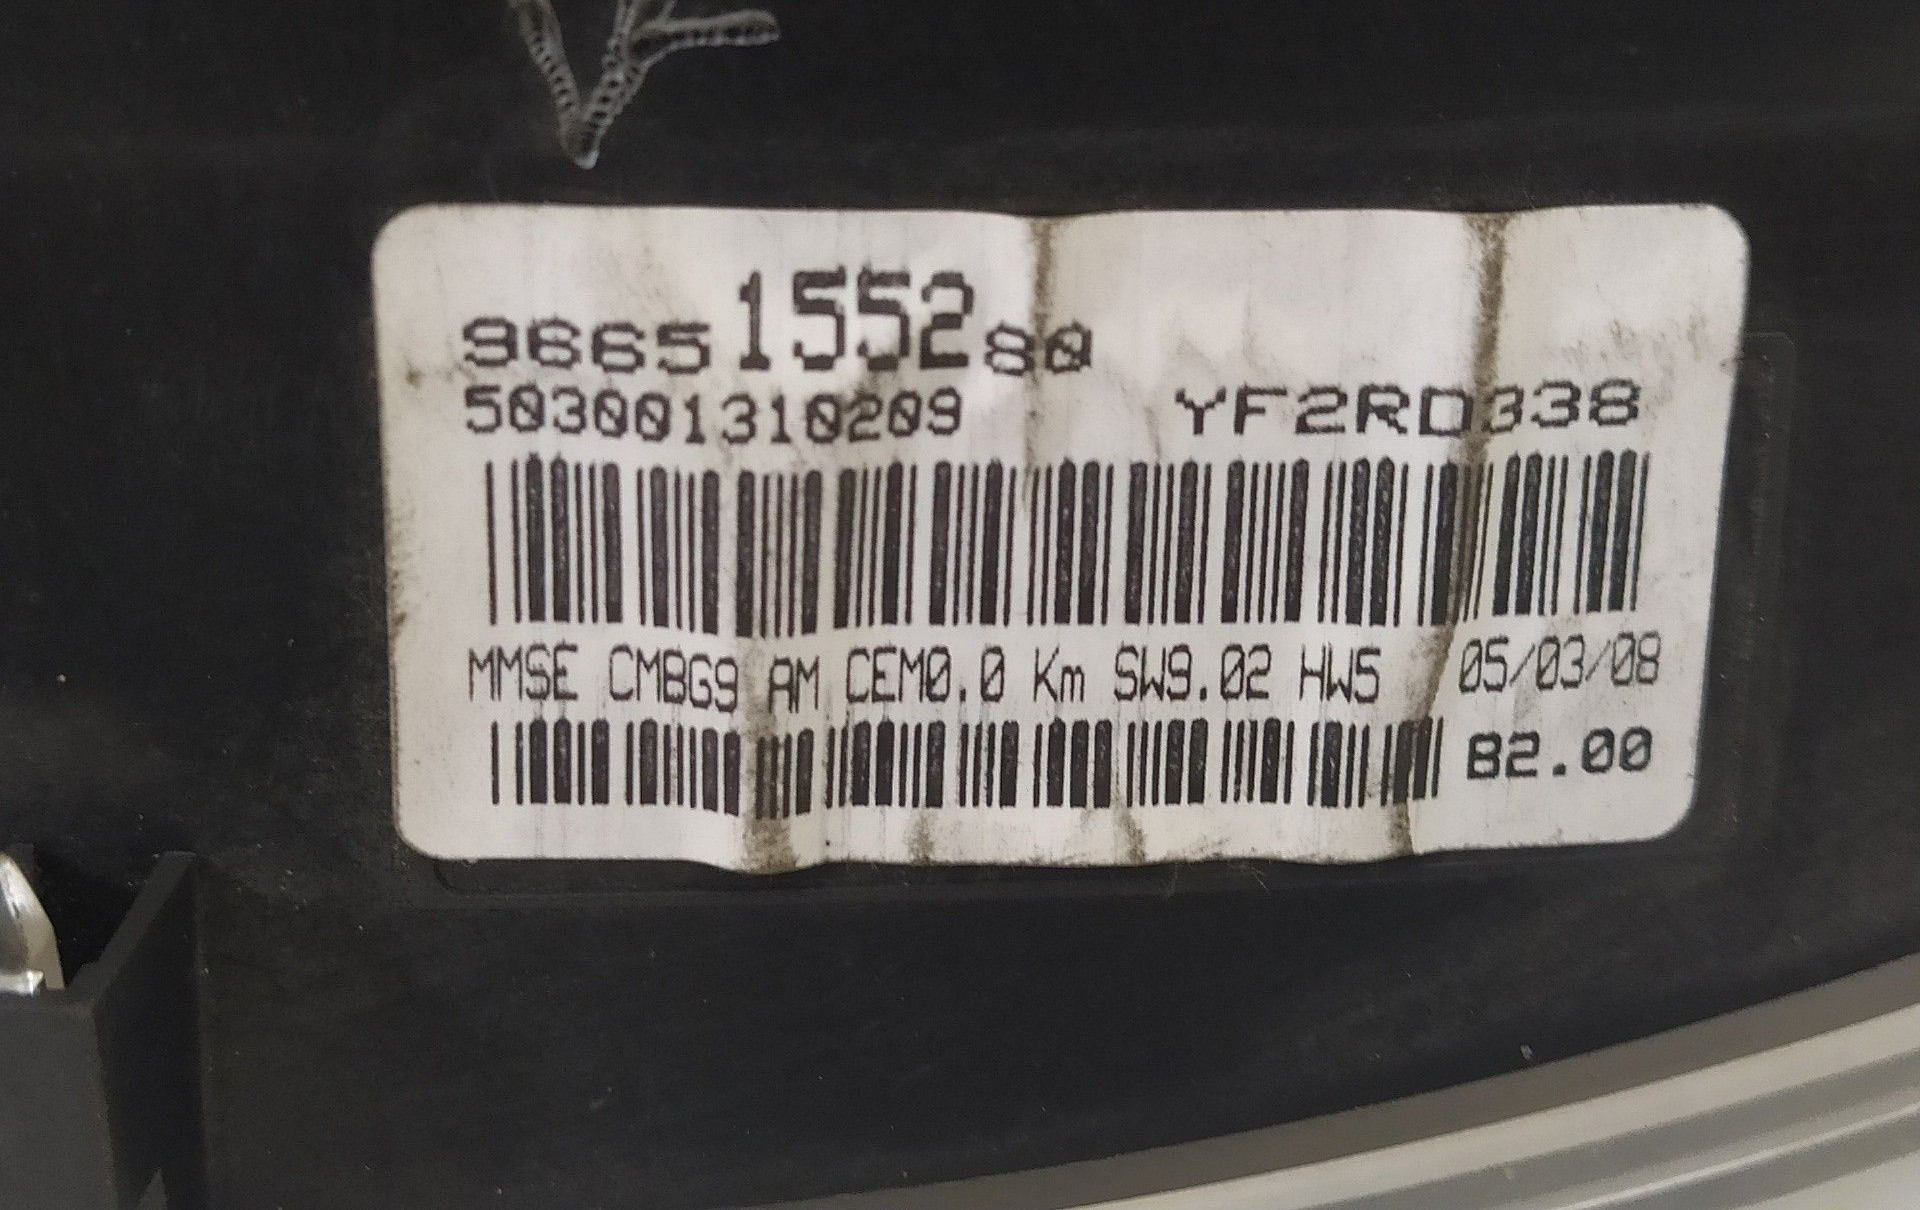 9665155280
503001310209 YF2RD338
MMSE CMBG9 AM CEM0.0 Km SW9.02 HW5 05/03/08
B2.00